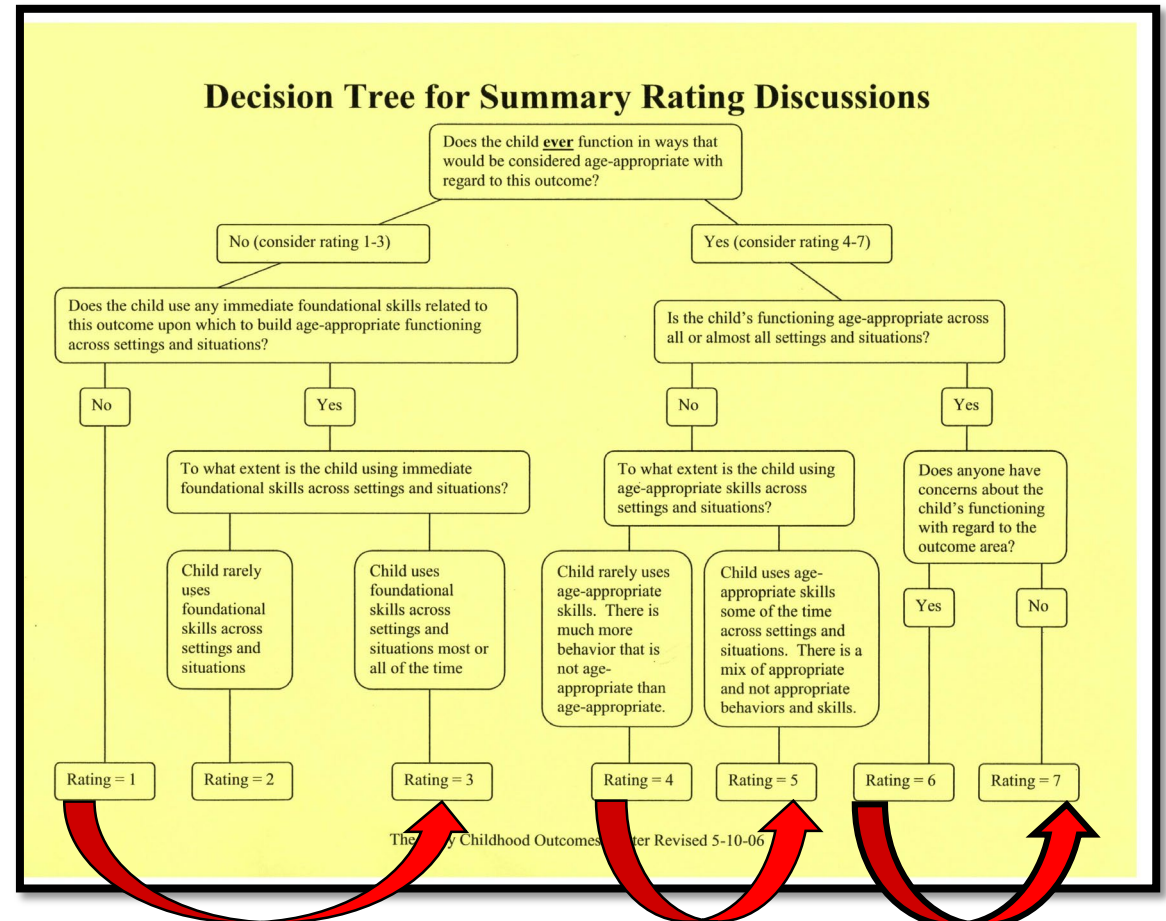 Decision Tree for Summary Rating Discussions
Does the child ever function in ways that
would be considered age-appropriate with
regard to this outcome?
No (consider rating 1-3)
Yes (consider rating 4-7)
Does the child use any immediate foundational skills related to
this outcome upon which to build age-appropriate functioning
across settings and situations?
Is the child's functioning age-appropriate across
all or almost all settings and situations?
No
Yes
No
Yes
To what extent is the child using immediate
foundational skills across settings and situations?
To what extent is the child using
age-appropriate skills across
settings and situations?
Does anyone have
concerns about the
child's functioning
with regard to the
outcome area?
Child rarely
uses
foundational
skills across
settings and
situations
Child uses
foundational
skills across
settings and
situations most or
all of the time
Child rarely uses
age-appropriate
skills. There is
much more
behavior that is
not age-
appropriate than
age-appropriate.
Child uses age-
appropriate skills
some of the time
across settings and
situations. There is a
mix of appropriate
and not appropriate
behaviors and skills.
Yes
No
Rating = 1
Rating = 2
Rating = 3
Rating = 4
Rating = 5
Rating = 6
Rating = 7
The Childhood Outcomes Revised 5-10-06